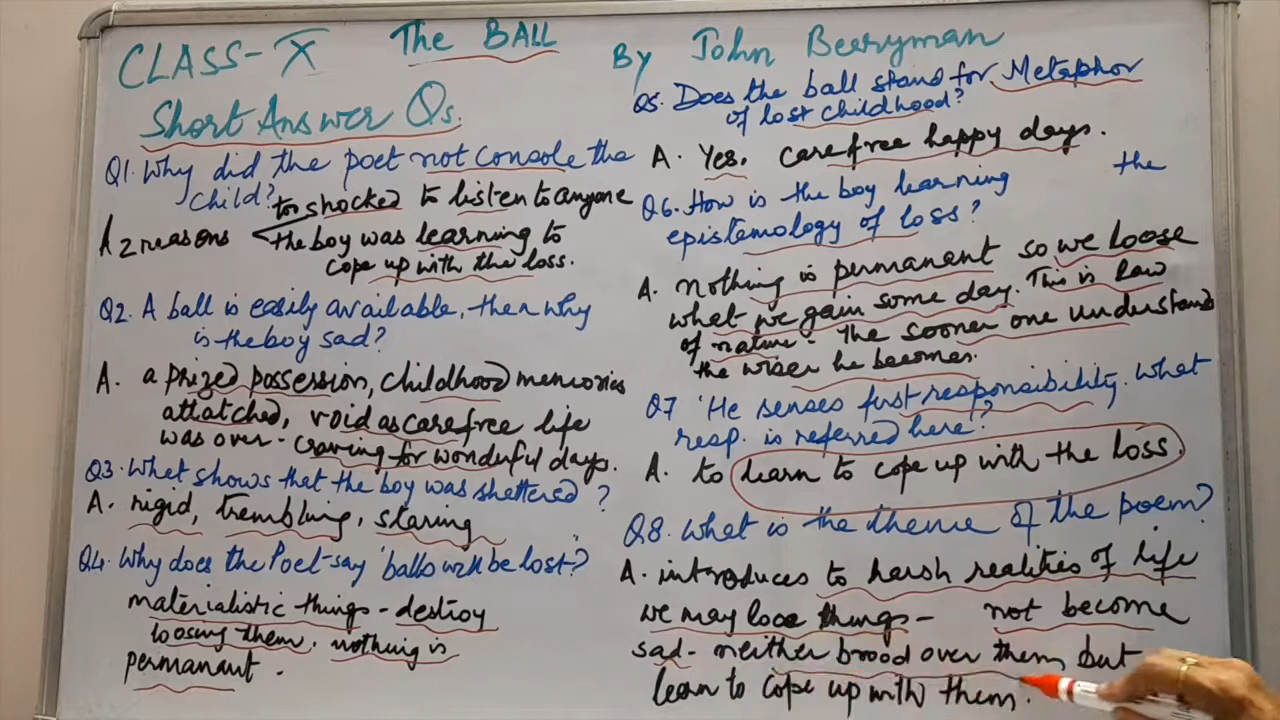 CLASS-X The BALL By John Berryman
Short Answer Qs.
Q1. Why did the poet not console the
child?
too shocked to listen to anyone
A 2 reasons
the boy was learning to
cope up with the loss.
Q2. A ball is easily available, then why
is the boy sad?
A. a prized possession, childhood memories
attatched, void as carefree life
was over - craving for wonderful days.
Q3. What shows that the boy was shattered?
A. rigid, trembling, staring
Q4. Why does the Poet say 'balls will be lost'?
materialistic things - destroy
loosing them. nothing is
permanant.
Q5. Does the ball stand for Metaphor
of lost childhood?
A. Yes. carefree happy days.
Q6. How is the boy learning the
epistemology of loss?
A. nothing is permanent so we loose
what we gain some day. This is law
of nature. The sooner one understands
the wiser he becomes.
Q7 'He senses first responsibility. What
resp. is referred here?
A. to learn to cope up with the loss.
Q8. What is the theme of the poem?
A. introduces to harsh realities of life
we may loose things - not become
sad - neither brood over them but
learn to cope up with them.